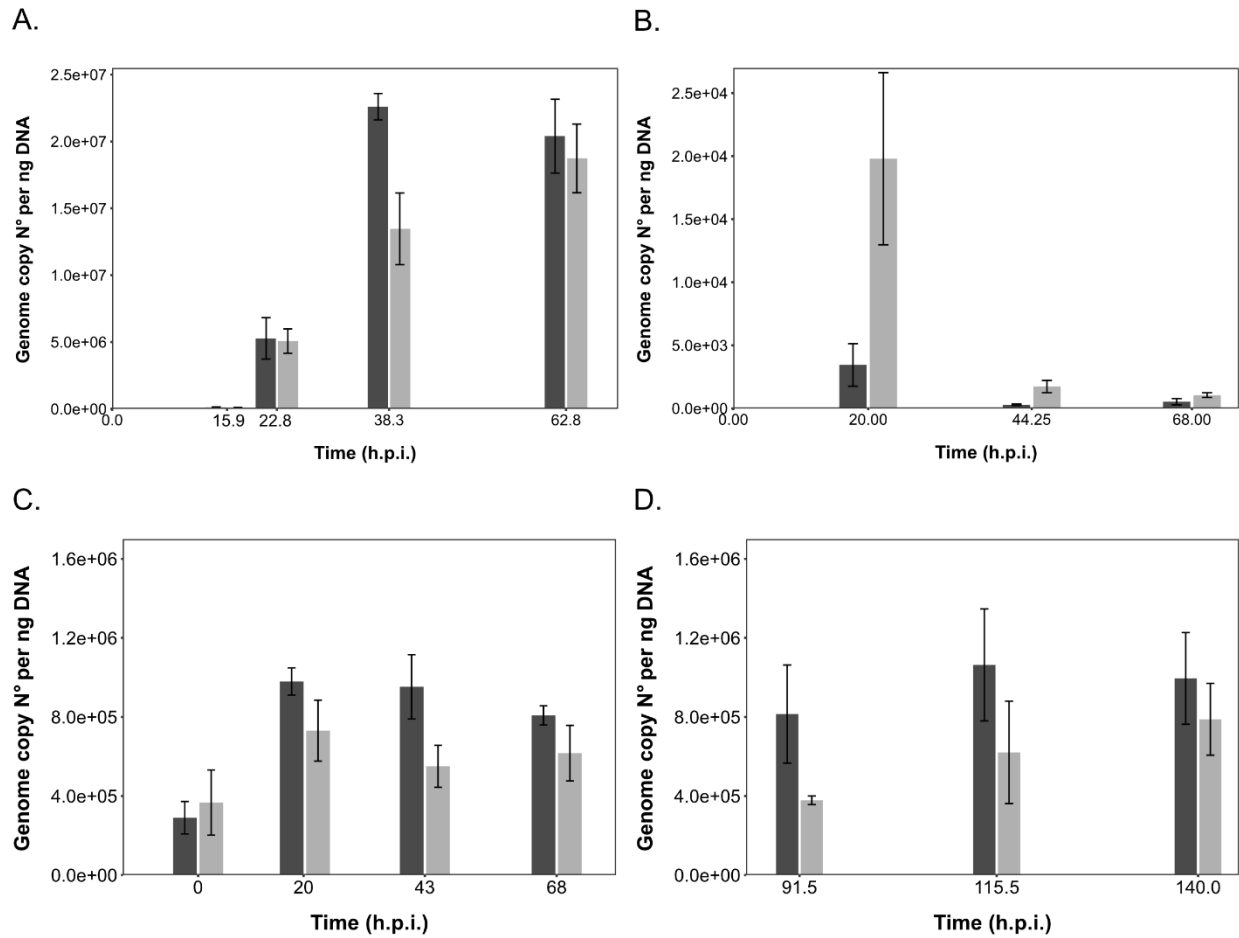 A.
Genome copy N° per ng DNA
2.5e+07
2.0e+07
1.5e+07
1.0e+07
5.0e+06
0.0e+00
0.0 15.9 22.8 38.3 62.8
Time (h.p.i.)
B.
Genome copy N° per ng DNA
2.5e+04
2.0e+04
1.5e+04
1.0e+04
5.0e+03
0.0e+00
0.00 20.00 44.25 68.00
Time (h.p.i.)
C.
Genome copy N° per ng DNA
1.6e+06
1.2e+06
8.0e+05
4.0e+05
0.0e+00
0 20 43 68
Time (h.p.i.)
D.
Genome copy N° per ng DNA
1.6e+06
1.2e+06
8.0e+05
4.0e+05
0.0e+00
91.5 115.5 140.0
Time (h.p.i.)